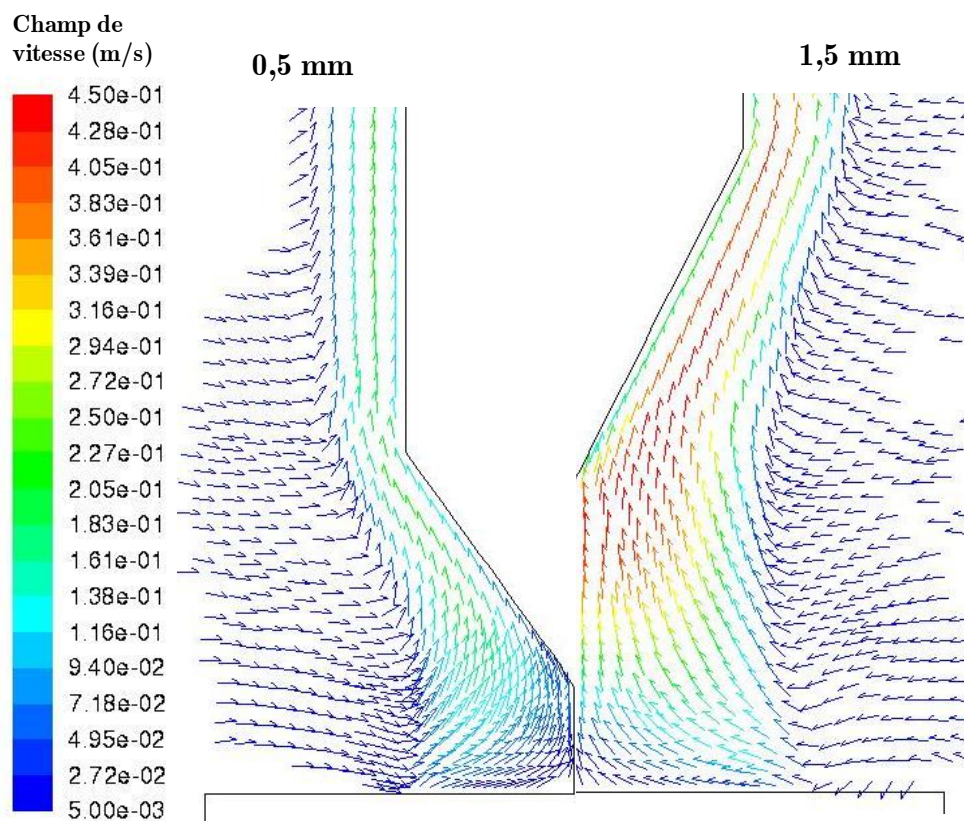 Champ de
vitesse (m/s)
0,5 mm
1,5 mm
4.50e-01
4.28e-01
4.05e-01
3.83e-01
3.61e-01
3.39e-01
3.16e-01
2.94e-01
2.72e-01
2.50e-01
2.27e-01
2.05e-01
1.83e-01
1.61e-01
1.38e-01
1.16e-01
9.40e-02
7.18e-02
4.95e-02
2.72e-02
5.00e-03